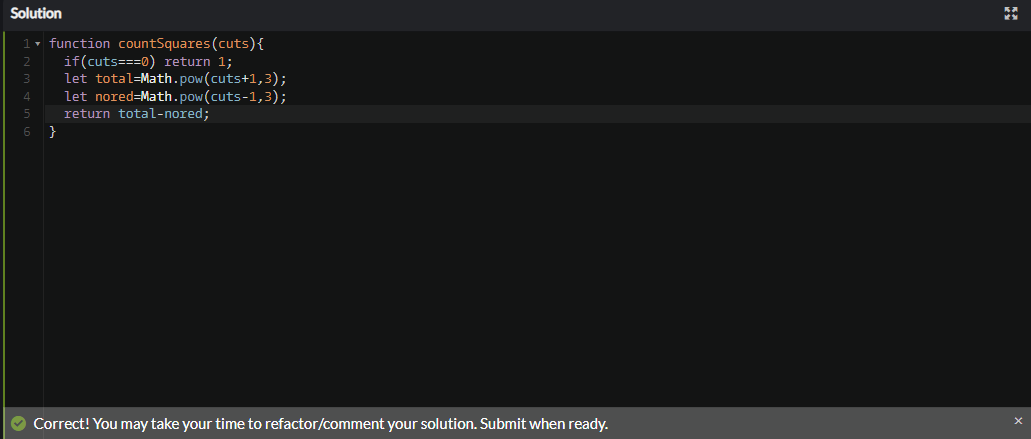 Solution
1 function countSquares(cuts){
2 if(cuts===0) return 1;
3 let total=Math.pow(cuts+1,3);
4 let nored=Math.pow(cuts-1,3);
5 return total-nored;
6 }
Correct! You may take your time to refactor/comment your solution. Submit when ready.